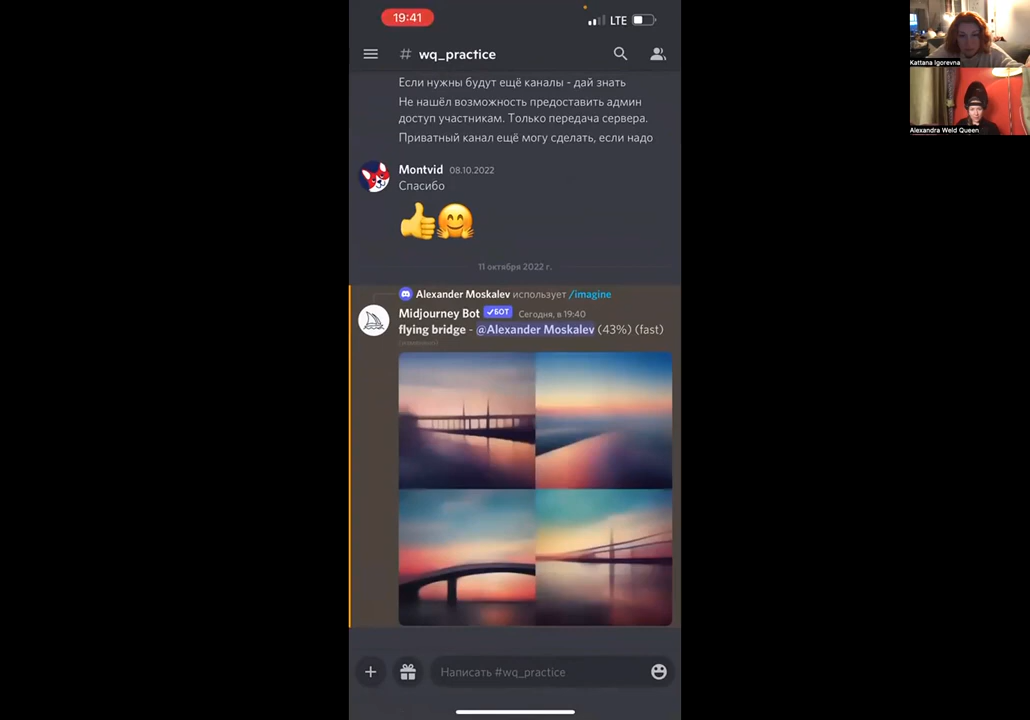 19:41
LTE
# wq_practice
Если нужны будут ещё каналы - дай знать
Не нашёл возможность предоставить админ
доступ участникам. Только передача сервера.
Приватный канал ещё могу сделать, если надо
Montvid 08.10.2022
Спасибо
11 октября 2022 г.
Alexander Moskalev использует /imagine
Midjourney Bot ✓БОТ Сегодня, в 19:40
flying bridge - @Alexander Moskalev (43%) (fast)
(изменено)
Написать #wq_practice
Kattana Igorevna
Alexandra Weld Queen